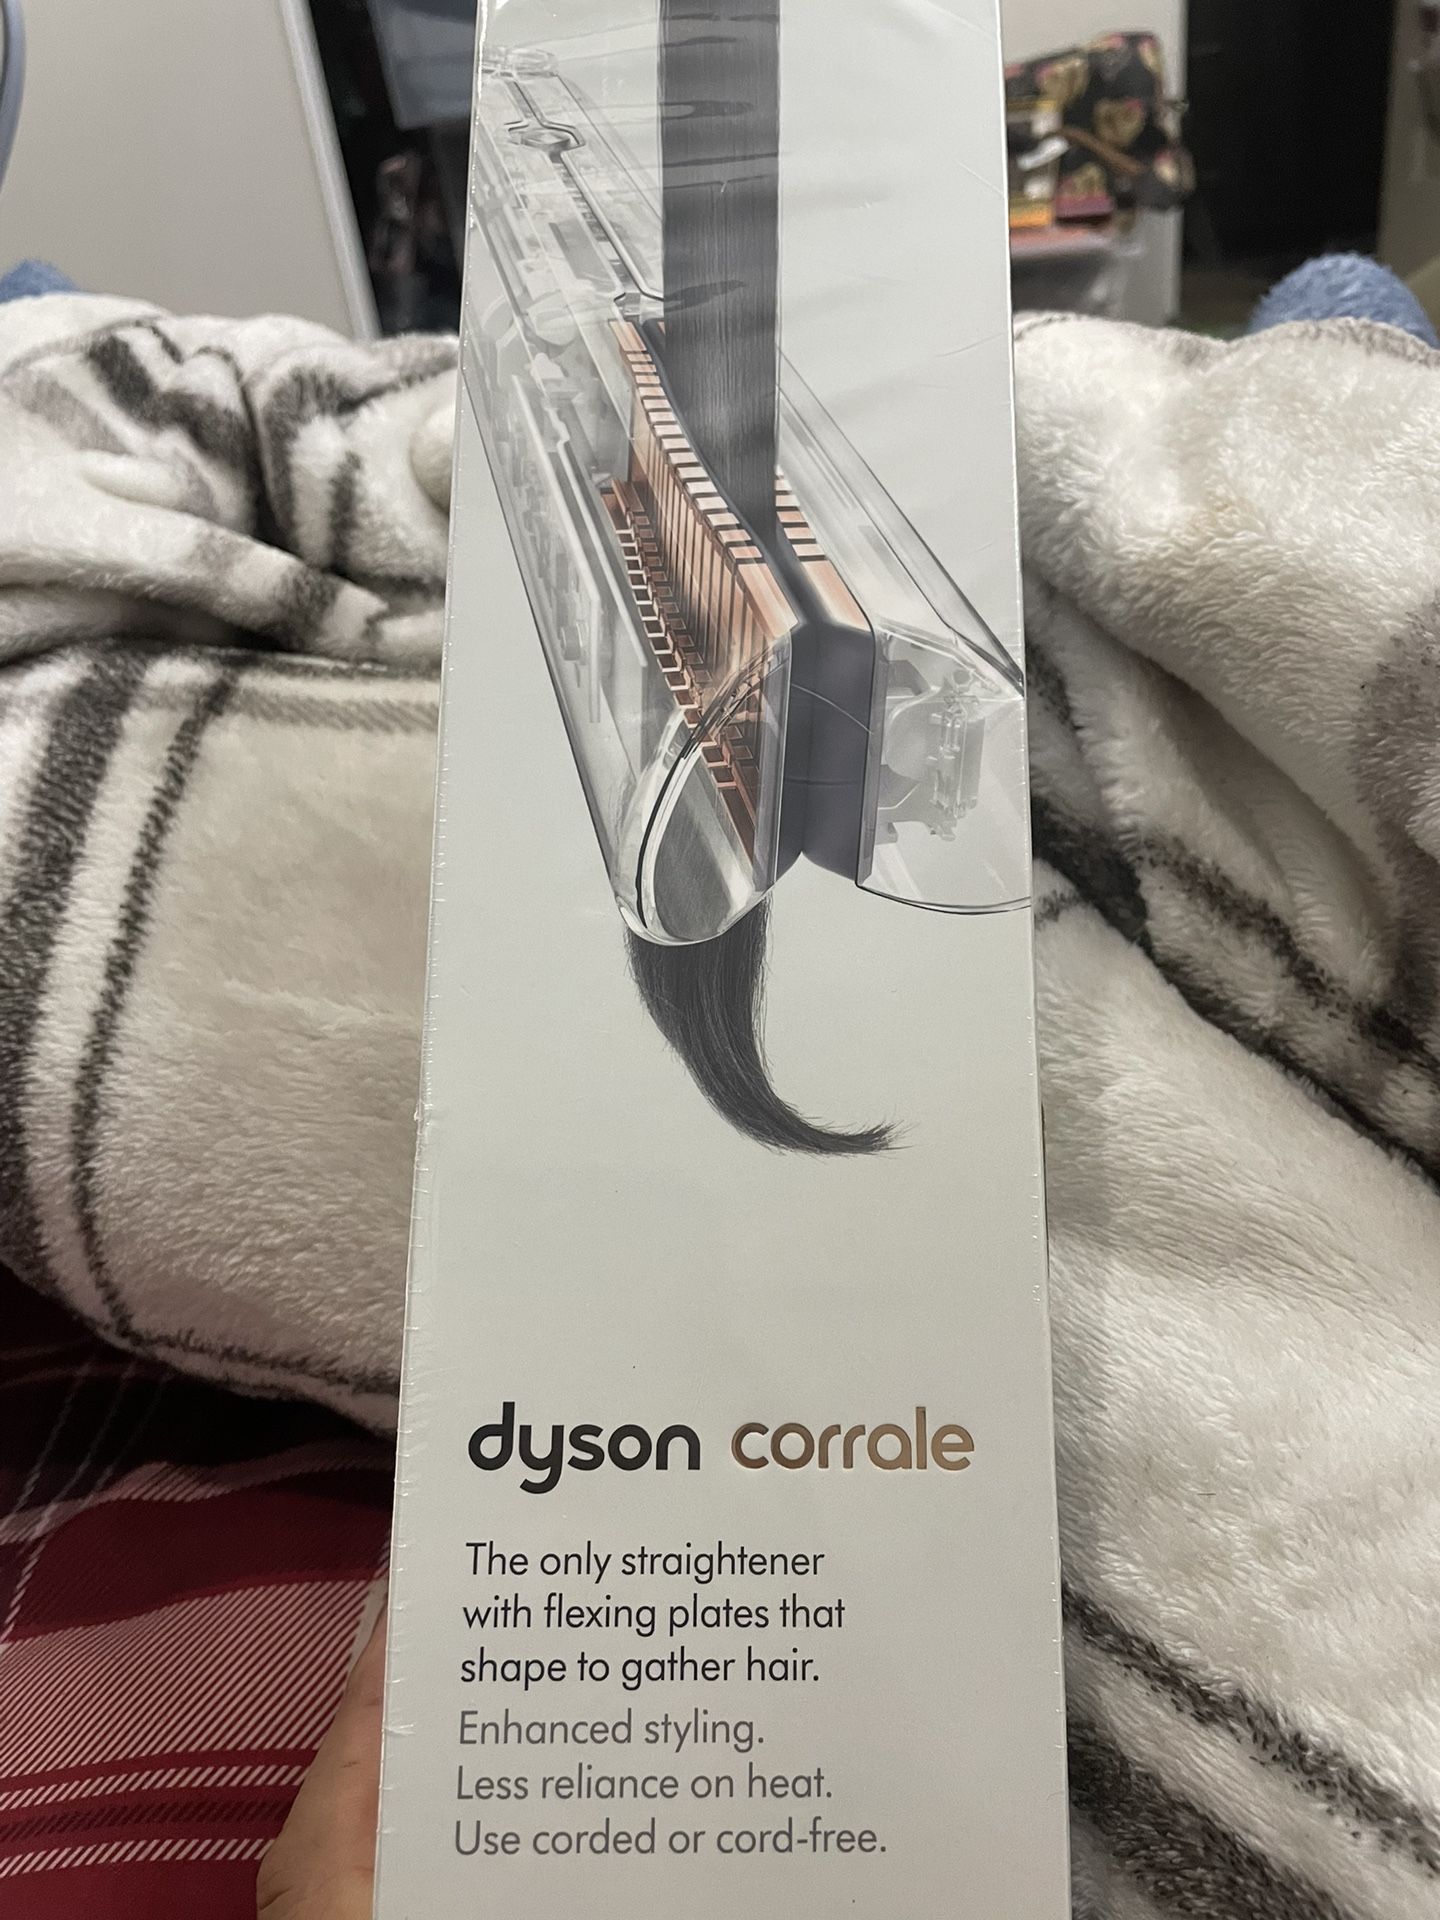 dyson corrale
The only straightener
with flexing plates that
shape to gather hair.
Enhanced styling.
Less reliance on heat.
Use corded or cord-free.